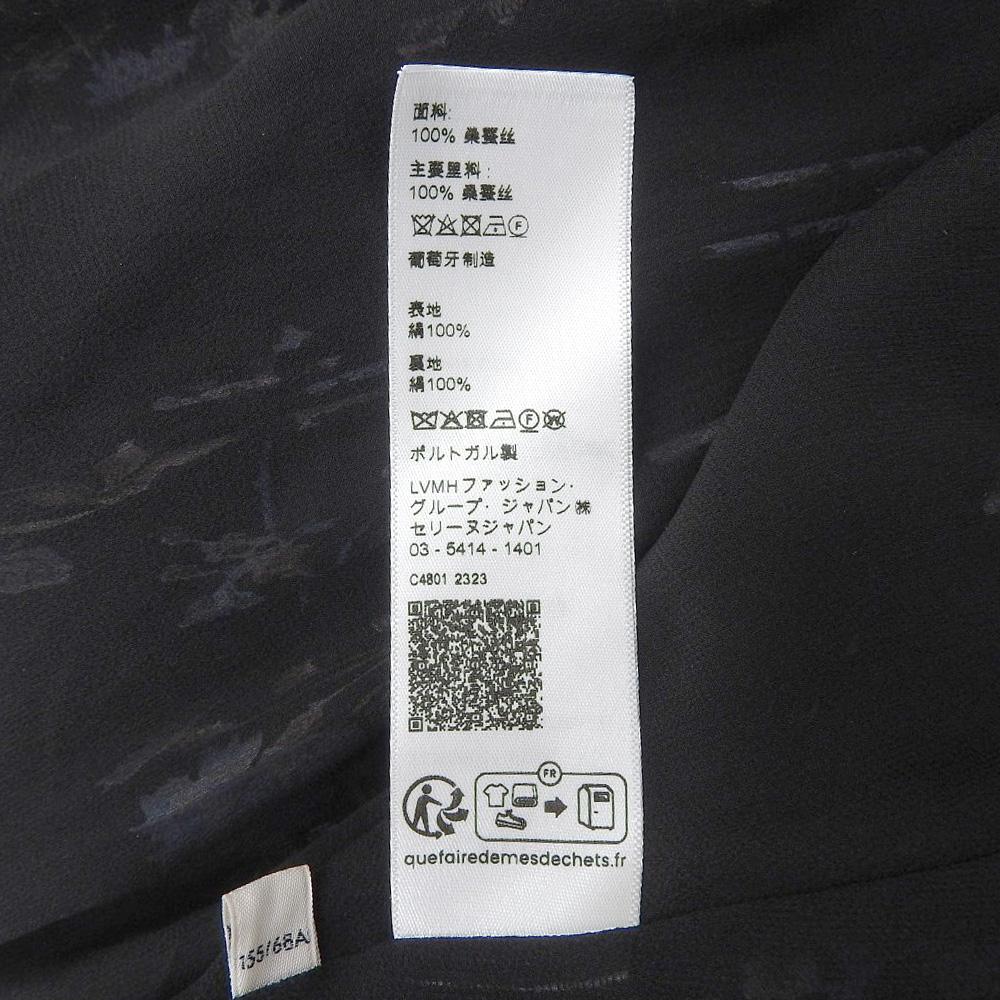 面料:
100% 桑蚕丝
主要里料:
100% 桑蚕丝
F
葡萄牙制造
表地
絹100%
裏地
絹100%
F W
ポルトガル製
LVMHファッション・
グループ・ジャパン㈱
セリーヌジャパン
03 - 5414 - 1401
C4801 2323
FR
quefairedemesdechets.fr
155/68A